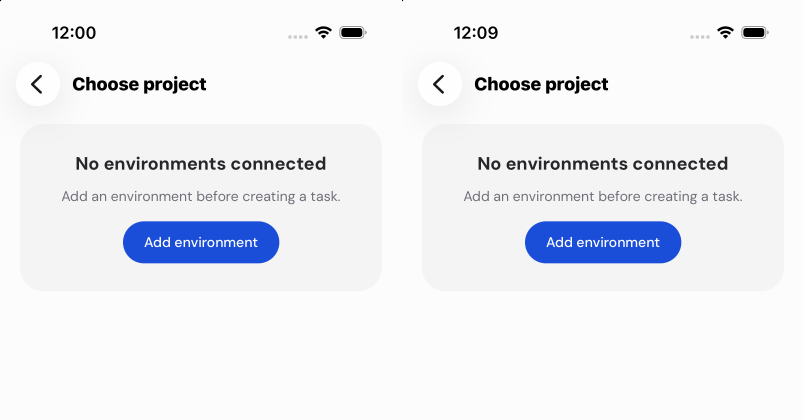 12:00
Choose project
No environments connected
Add an environment before creating a task.
Add environment
12:09
Choose project
No environments connected
Add an environment before creating a task.
Add environment